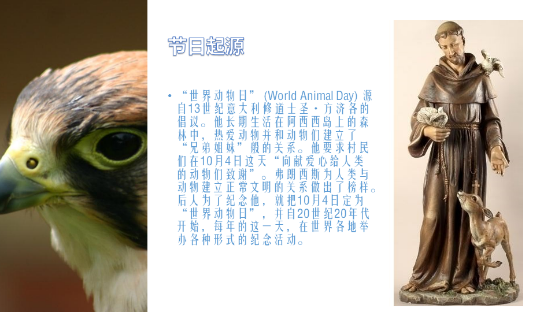 节日起源
• “世界动物日” (World Animal Day) 源
自13世纪意大利修道士圣·方济各的
倡议。他长期生活在阿西西岛上的森
林中，热爱动物并和动物们建立了
“兄弟姐妹”般的关系。他要求村民
们在10月4日这天“向献爱心给人类
的动物们致谢”。弗朗西斯为人类与
动物建立正常文明的关系做出了榜样。
后人为了纪念他，就把10月4日定为
“世界动物日”，并自20世纪20年代
开始，每年的这一天，在世界各地举
办各种形式的纪念活动。